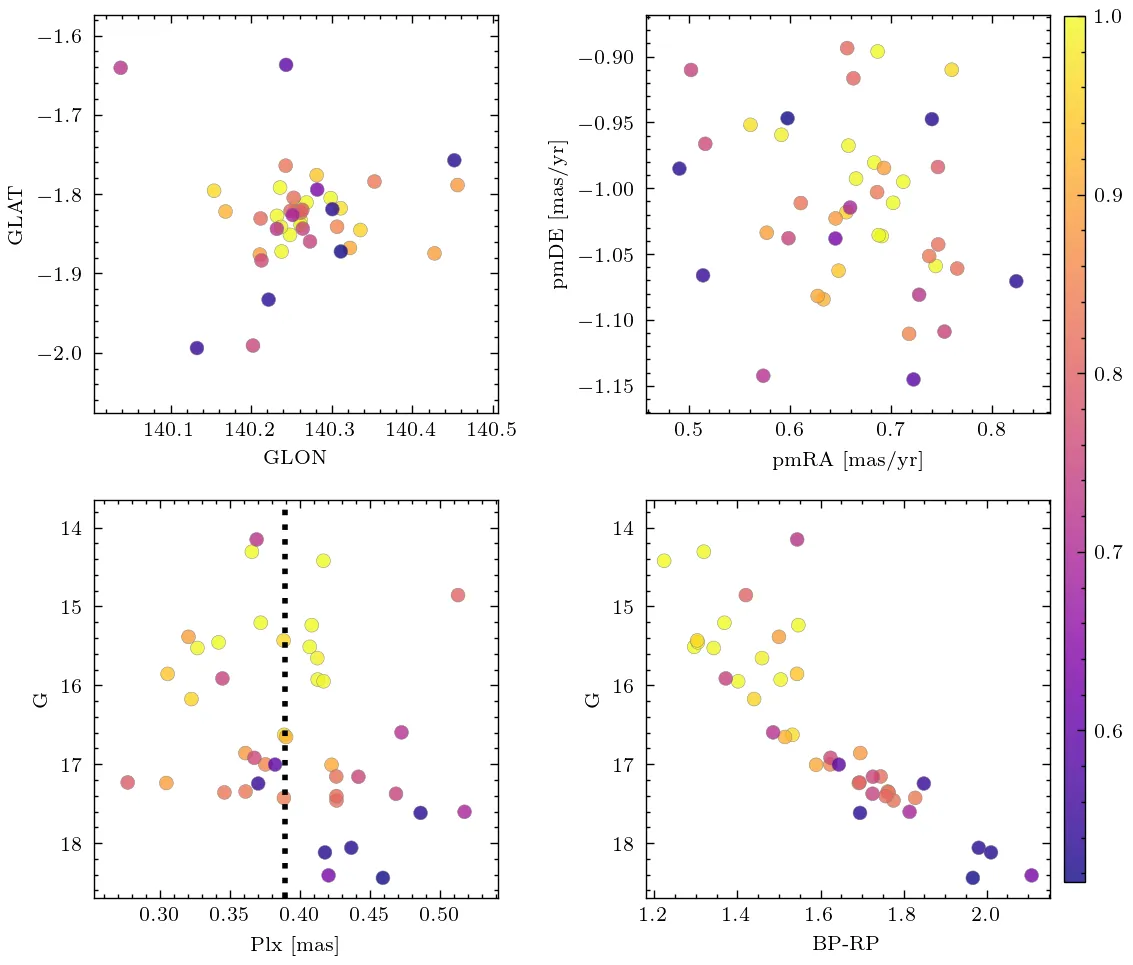 −1.6
−1.7
−1.8
−1.9
−2.0
GLAT
140.1 140.2 140.3 140.4 140.5
GLON
−0.90
−0.95
−1.00
−1.05
−1.10
−1.15
pmDE [mas/yr]
0.5 0.6 0.7 0.8
pmRA [mas/yr]
14
15
16
17
18
G
0.30 0.35 0.40 0.45 0.50
Plx [mas]
14
15
16
17
18
G
1.2 1.4 1.6 1.8 2.0
BP-RP
1.0
0.9
0.8
0.7
0.6